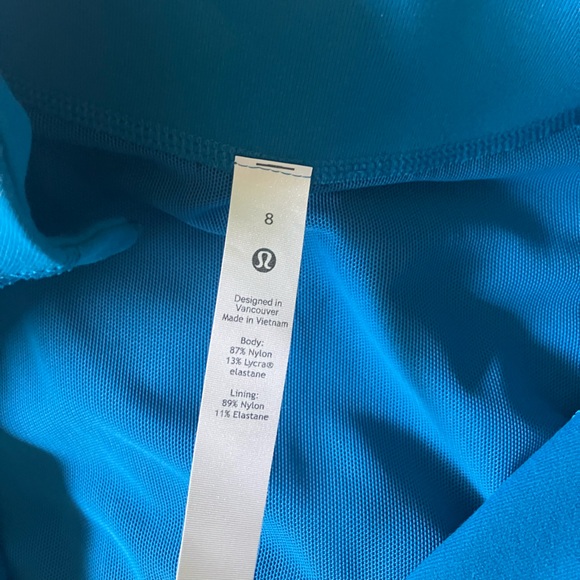 8
Designed in
Vancouver
Made in Vietnam
Body:
87% Nylon
13% Lycra®
elastane
Lining:
89% Nylon
11% Elastane